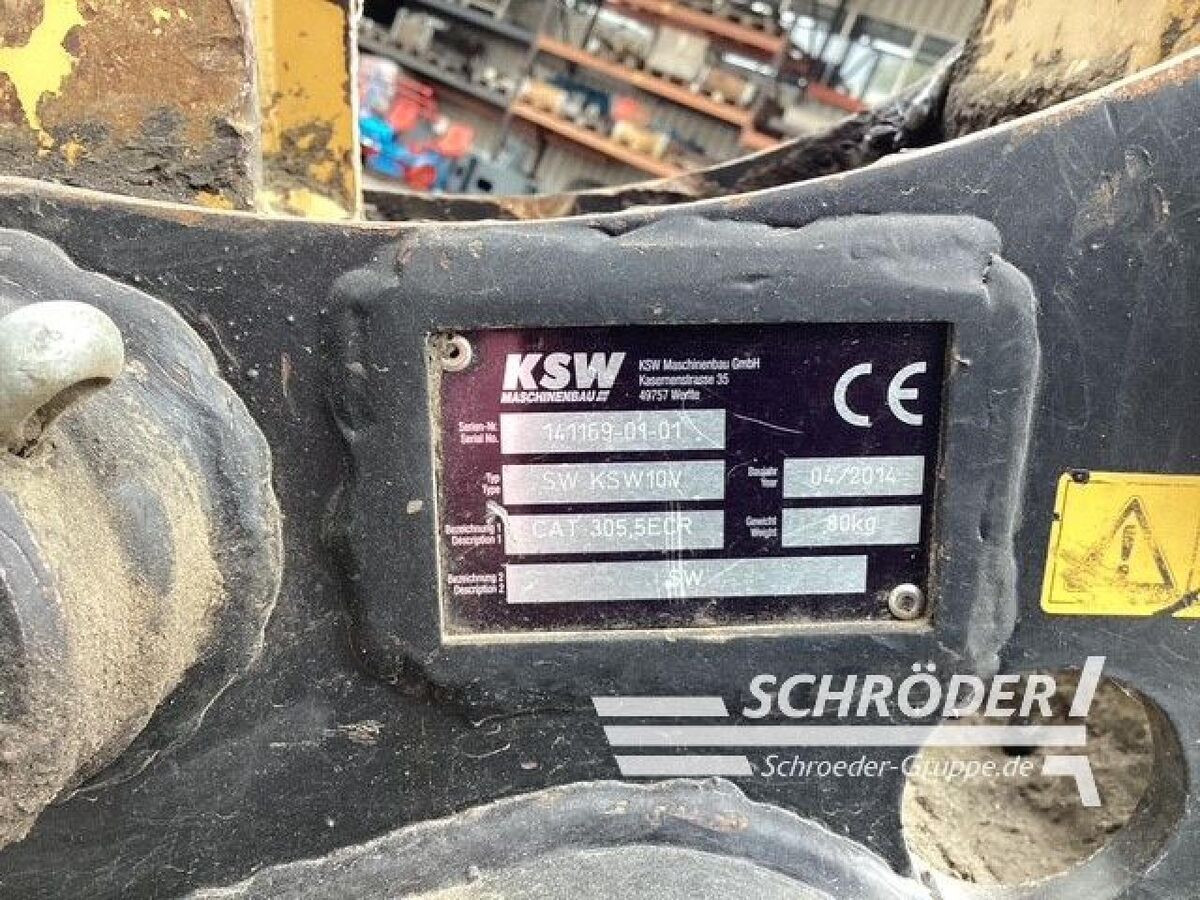 KSW
MASCHINENBAU
KSW Maschinenbau GmbH
Kasernenstrasse 35
49757 Werlte
CE
Serien-Nr.
Serial No.
141169-01-01
Typ
Type
SW KSW10V
Baujahr
Year
04/2014
Bezeichnung 1
Description 1
CAT 305,5ECR
Gewicht
Weight
80kg
Bezeichnung 2
Description 2
SW
SCHRÖDER
Schroeder-Gruppe.de